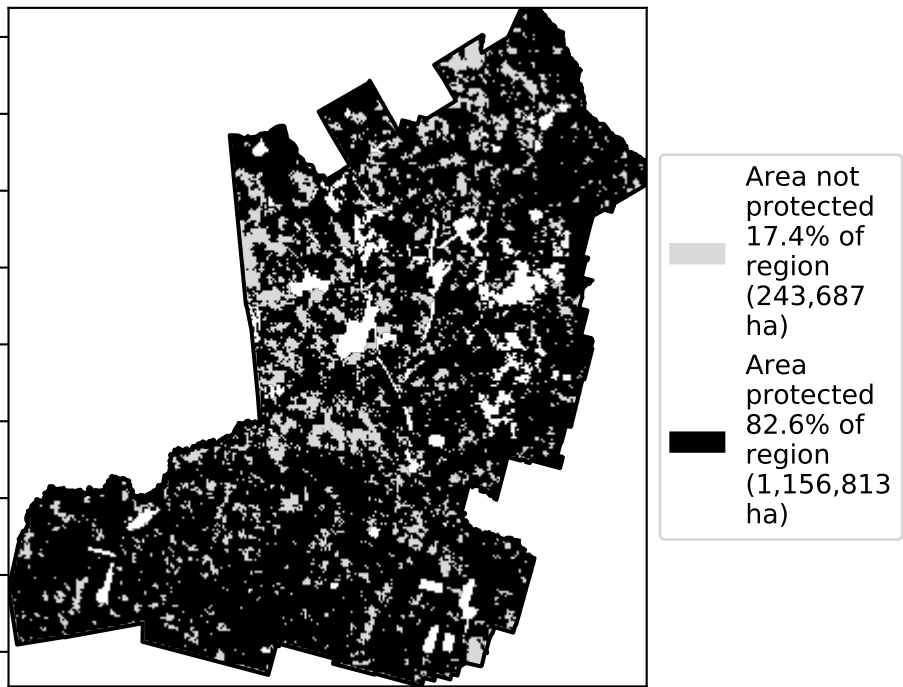 Area not
protected
17.4% of
region
(243,687
ha)
Area
protected
82.6% of
region
(1,156,813
ha)